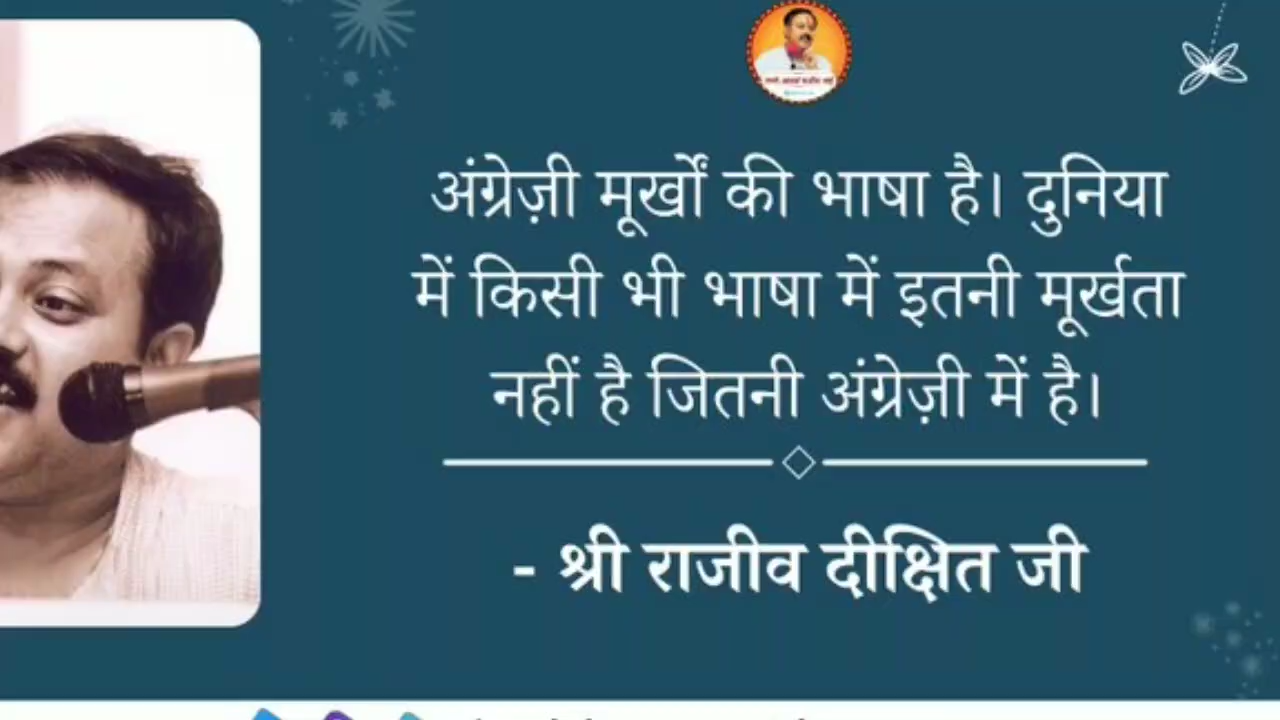 अंग्रेज़ी मूर्खों की भाषा है। दुनिया
में किसी भी भाषा में इतनी मूर्खता
नहीं है जितनी अंग्रेज़ी में है।
- श्री राजीव दीक्षित जी